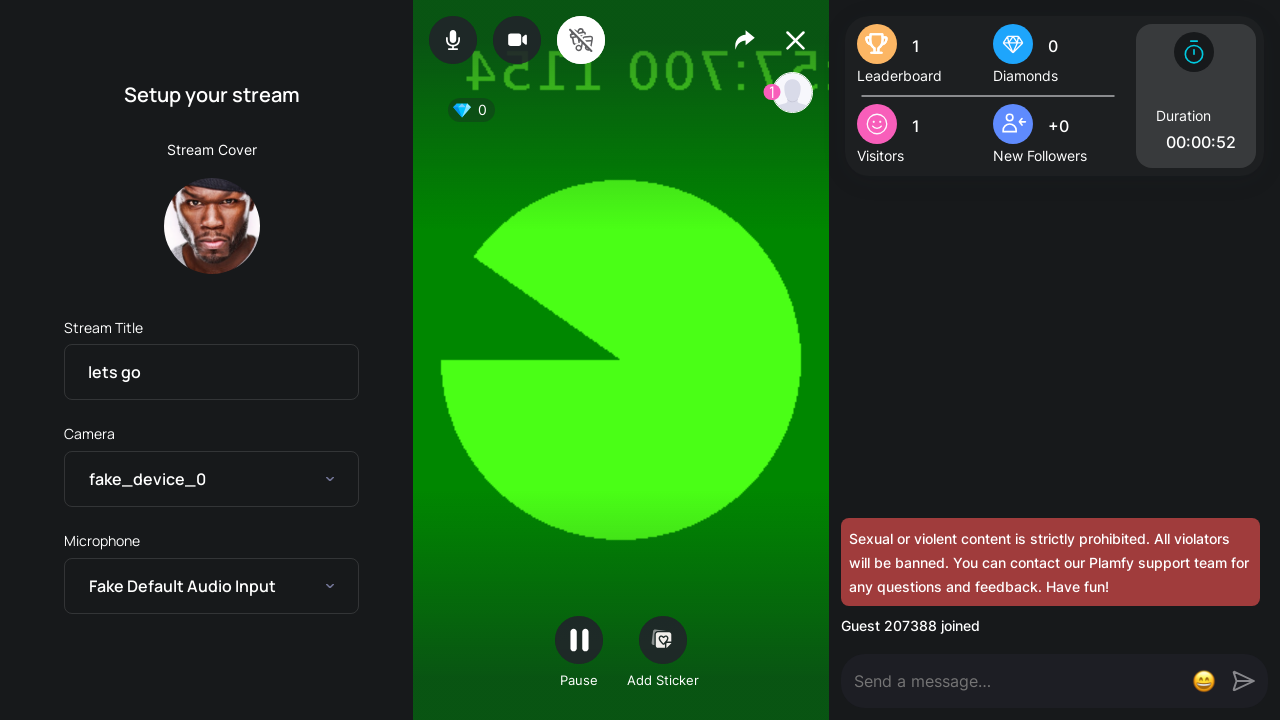 Setup your stream
Stream Cover
Stream Title
lets go
Camera
fake_device_0
Microphone
Fake Default Audio Input
:57:700 1154
0
1
Pause
Add Sticker
1
Leaderboard
0
Diamonds
1
Visitors
+0
New Followers
Duration
00:00:52
Sexual or violent content is strictly prohibited. All violators
will be banned. You can contact our Plamfy support team for
any questions and feedback. Have fun!
Guest 207388 joined
Send a message...